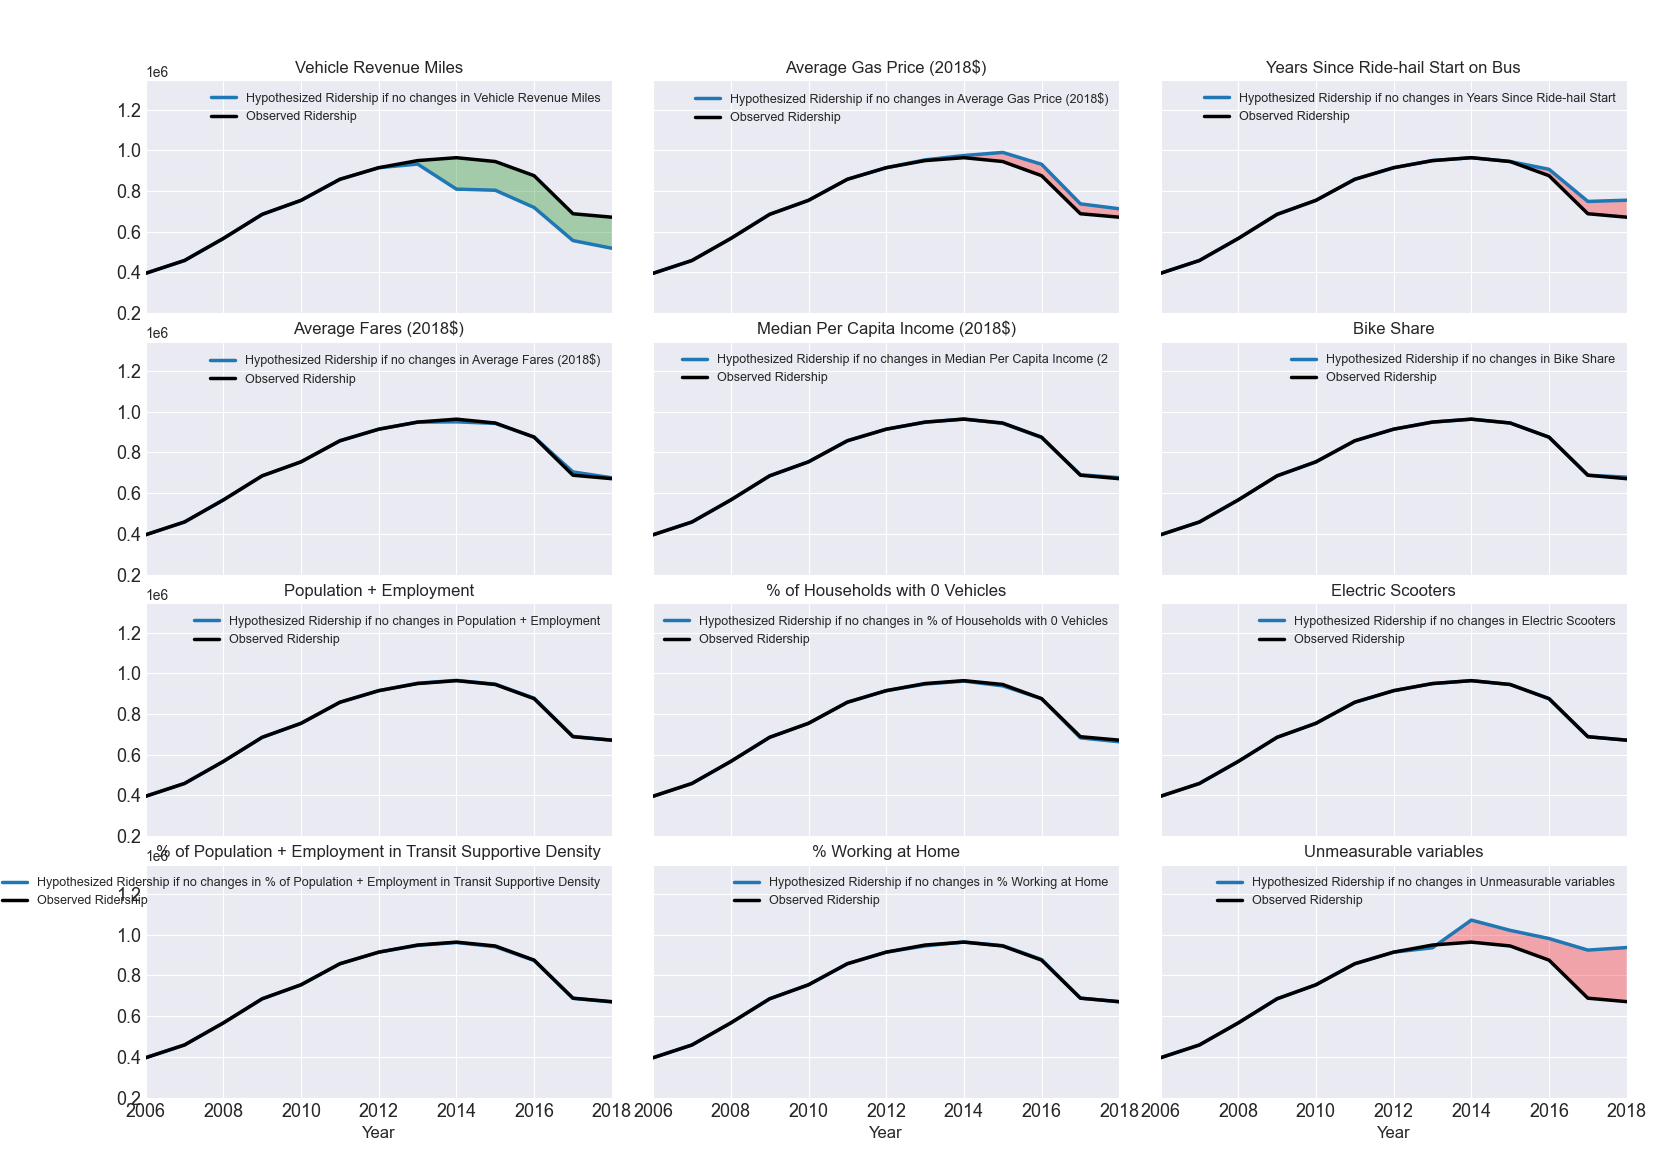 Vehicle Revenue Miles
Average Gas Price (2018$)
Years Since Ride-hail Start on Bus
1e6
Hypothesized Ridership if no changes in Vehicle Revenue Miles
Observed Ridership
Hypothesized Ridership if no changes in Average Gas Price (2018$)
Observed Ridership
Hypothesized Ridership if no changes in Years Since Ride-hail Start
Observed Ridership
1.2
1.0
0.8
0.6
0.4
0.2
Average Fares (2018$)
Median Per Capita Income (2018$)
Bike Share
1e6
Hypothesized Ridership if no changes in Average Fares (2018$)
Observed Ridership
Hypothesized Ridership if no changes in Median Per Capita Income (2
Observed Ridership
Hypothesized Ridership if no changes in Bike Share
Observed Ridership
1.2
1.0
0.8
0.6
0.4
0.2
Population + Employment
% of Households with 0 Vehicles
Electric Scooters
1e6
Hypothesized Ridership if no changes in Population + Employment
Observed Ridership
Hypothesized Ridership if no changes in % of Households with 0 Vehicles
Observed Ridership
Hypothesized Ridership if no changes in Electric Scooters
Observed Ridership
1.2
1.0
0.8
0.6
0.4
0.2
% of Population + Employment in Transit Supportive Density
% Working at Home
Unmeasurable variables
1e6
Hypothesized Ridership if no changes in % of Population + Employment in Transit Supportive Density
Observed Ridership
Hypothesized Ridership if no changes in % Working at Home
Observed Ridership
Hypothesized Ridership if no changes in Unmeasurable variables
Observed Ridership
1.2
1.0
0.8
0.6
0.4
0.2
2006 2008 2010 2012 2014 2016 2018
2006 2008 2010 2012 2014 2016 2018
2006 2008 2010 2012 2014 2016 2018
Year
Year
Year